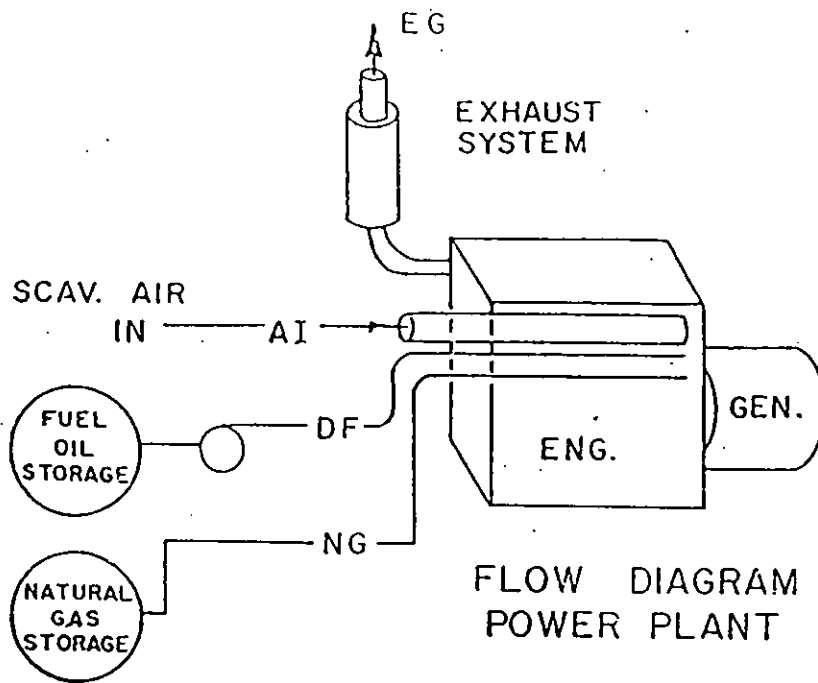 EG
EXHAUST
SYSTEM
SCAV. AIR
IN
AI
FUEL
OIL
STORAGE
DF
GEN.
ENG.
NG
NATURAL
GAS
STORAGE
FLOW DIAGRAM
POWER PLANT